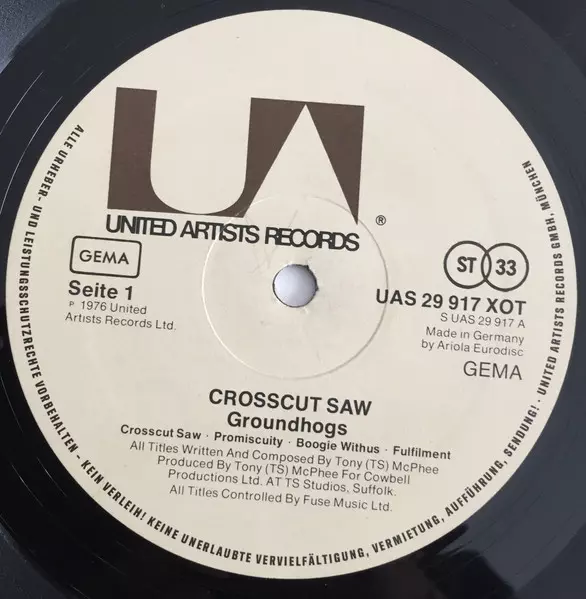 UA
®
UNITED ARTISTS RECORDS
GEMA
ST 33
Seite 1
℗ 1976 United
Artists Records Ltd.
UAS 29 917 XOT
S UAS 29 917 A
Made in Germany
by Ariola Eurodisc
GEMA
CROSSCUT SAW
Groundhogs
Crosscut Saw · Promiscuity · Boogie Withus · Fulfilment
All Titles Written And Composed By Tony (TS) McPhee
Produced By Tony (TS) McPhee For Cowbell
Productions Ltd. AT TS Studios, Suffolk.
All Titles Controlled By Fuse Music Ltd.
ALLE URHEBER- UND LEISTUNGSSCHUTZRECHTE VORBEHALTEN - KEIN VERLEIH! KEINE UNERLAUBTE VERVIELFÄLTIGUNG, VERMIETUNG, AUFFÜHRUNG, SENDUNG! · UNITED ARTISTS RECORDS GMBH, MÜNCHEN